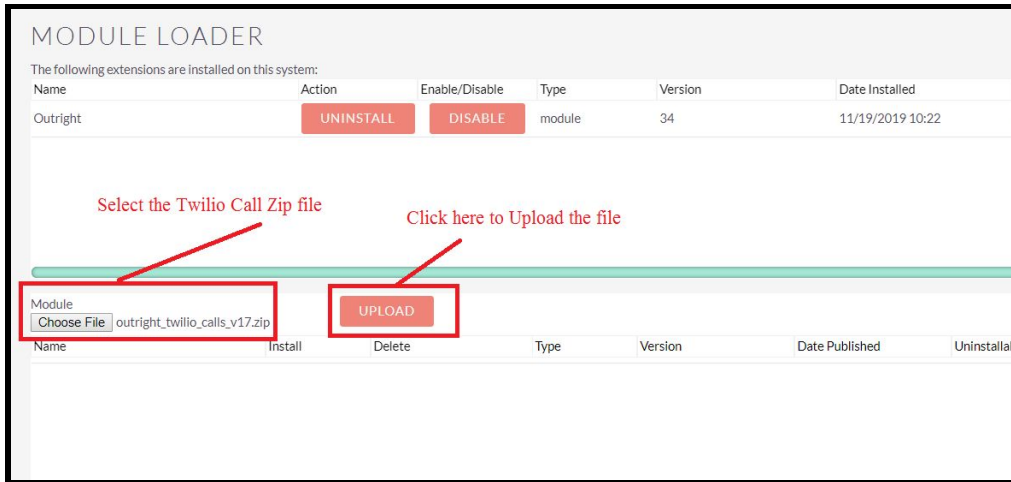 MODULE LOADER
The following extensions are installed on this system:
Name Action Enable/Disable Type Version Date Installed
Outright UNINSTALL DISABLE module 34 11/19/2019 10:22
Select the Twilio Call Zip file
Click here to Upload the file
Module
UPLOAD
Choose File outright_twilio_calls_v17.zip
Name Install Delete Type Version Date Published Uninstallal